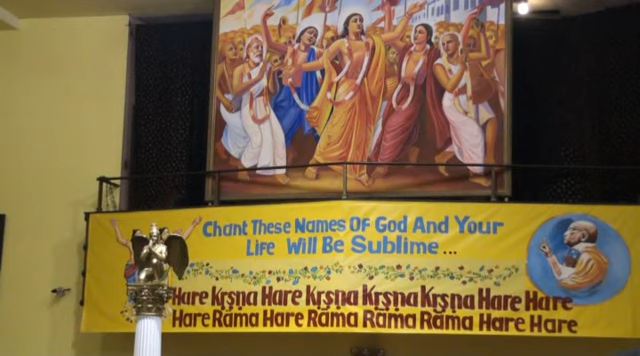 Chant These Names Of God And Your
Life Will Be Sublime...
Hare Kṛṣṇa Hare Kṛṣṇa Kṛṣṇa Kṛṣṇa Hare Hare
Hare Rāma Hare Rāma Rāma Rāma Hare Hare